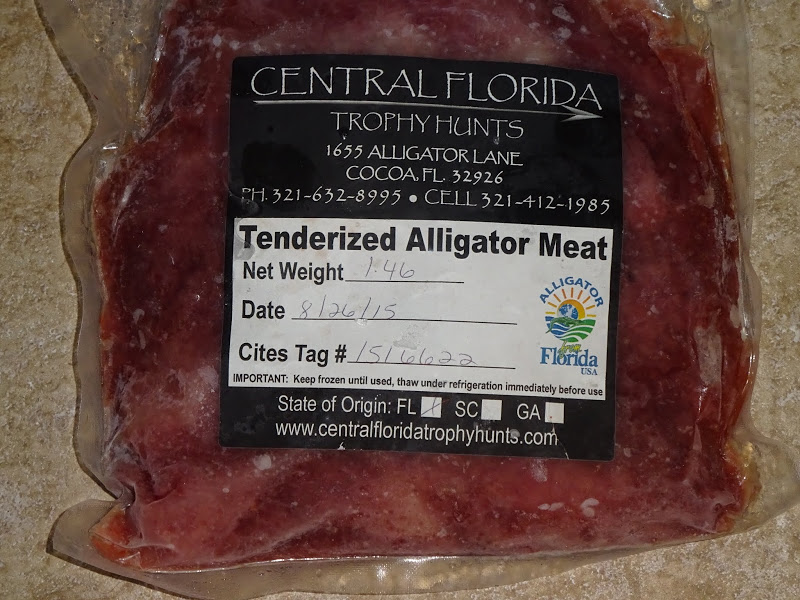 CENTRAL FLORIDA
TROPHY HUNTS
1655 ALLIGATOR LANE
COCOA, FL. 32926
PH. 321-632-8995 • CELL 321-412-1985
Tenderized Alligator Meat
Net Weight 1.46
Date 8/26/15
Cites Tag # 1516622
ALLIGATOR
from
Florida
USA
IMPORTANT: Keep frozen until used, thaw under refrigeration immediately before use
State of Origin: FL SC GA
www.centralfloridatrophyhunts.com